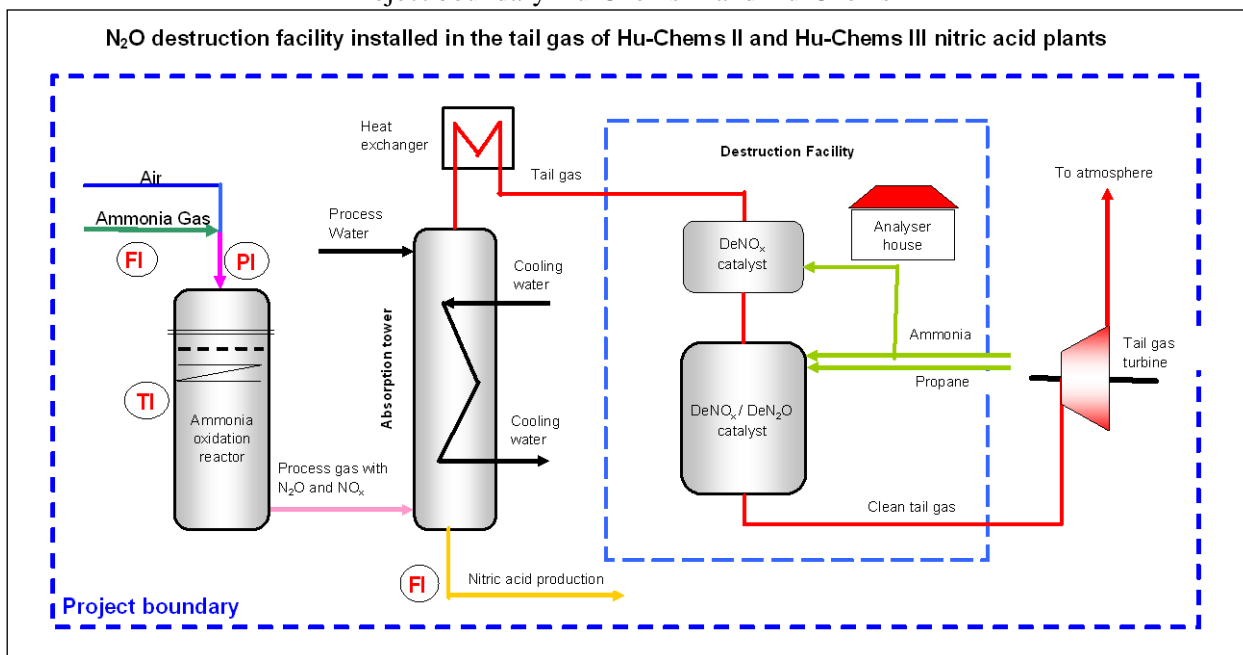 N₂O destruction facility installed in the tail gas of Hu-Chems II and Hu-Chems III nitric acid plants
Heat
exchanger
Destruction Facility
Air
Tail gas
To atmosphere
Ammonia Gas
Process
Water
DeNOₓ
catalyst
Analyser
house
FI
PI
Cooling
water
Absorption tower
Ammonia
Tail gas
turbine
Propane
TI
Ammonia
oxidation
reactor
DeNOₓ / DeN₂O
catalyst
Cooling
water
Process gas with
N₂O and NOₓ
Clean tail gas
FI
Nitric acid production
Project boundary